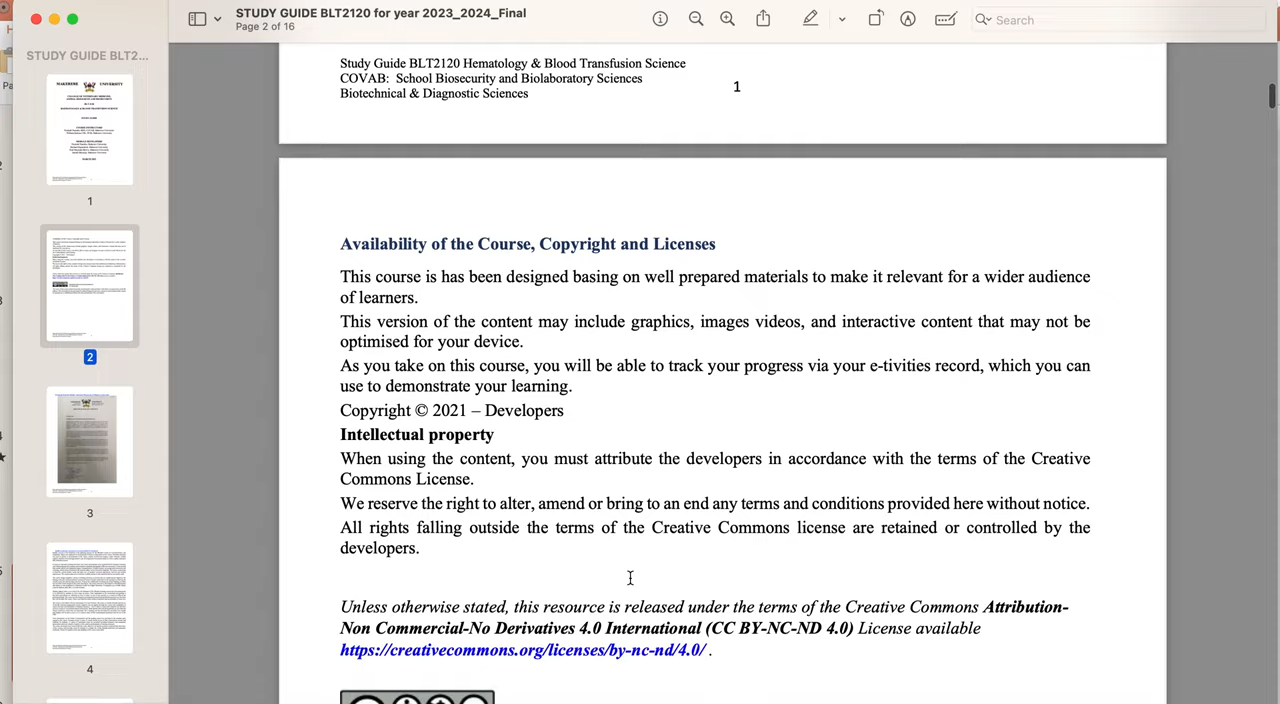 STUDY GUIDE BLT2120 for year 2023_2024_Final
Page 2 of 16
Search
STUDY GUIDE BLT2...
MAKERERE UNIVERSITY
1
2
3
4
Study Guide BLT2120 Hematology & Blood Transfusion Science
COVAB: School Biosecurity and Biolaboratory Sciences
Biotechnical & Diagnostic Sciences
1
Availability of the Course, Copyright and Licenses
This course is has been adapted basing on well prepared materials to make it relevant for a wider audience
of learners.
This version of the content may include graphics, images videos, and interactive content that may not be
optimised for your device.
As you take on this course, you will be able to track your progress via your e-tivities record, which you can
use to demonstrate your learning.
Copyright © 2021 – Developers
Intellectual property
When using the content, you must attribute the developers in accordance with the terms of the Creative
Commons License.
We reserve the right to alter, amend or bring to an end any terms and conditions provided here without notice.
All rights falling outside the terms of the Creative Commons license are retained or controlled by the
developers.
Unless otherwise stated, this resource is released under the terms of the Creative Commons Attribution-
Non-Commercial-No Derivatives 4.0 International (CC BY-NC-ND 4.0) License available
https://creativecommons.org/licenses/by-nc-nd/4.0/ .